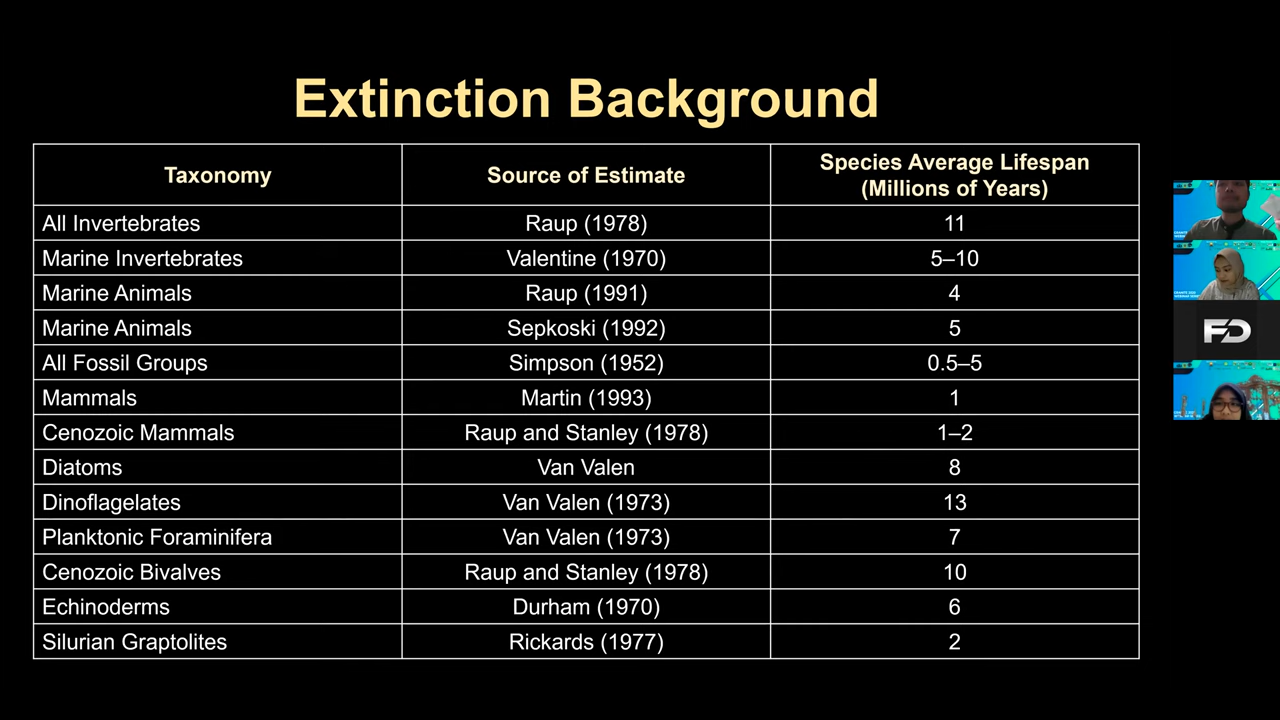 Extinction Background
Taxonomy Source of Estimate Species Average Lifespan
(Millions of Years)
All Invertebrates Raup (1978) 11
Marine Invertebrates Valentine (1970) 5–10
Marine Animals Raup (1991) 4
Marine Animals Sepkoski (1992) 5
All Fossil Groups Simpson (1952) 0.5–5
Mammals Martin (1993) 1
Cenozoic Mammals Raup and Stanley (1978) 1–2
Diatoms Van Valen 8
Dinoflagelates Van Valen (1973) 13
Planktonic Foraminifera Van Valen (1973) 7
Cenozoic Bivalves Raup and Stanley (1978) 10
Echinoderms Durham (1970) 6
Silurian Graptolites Rickards (1977) 2
FD